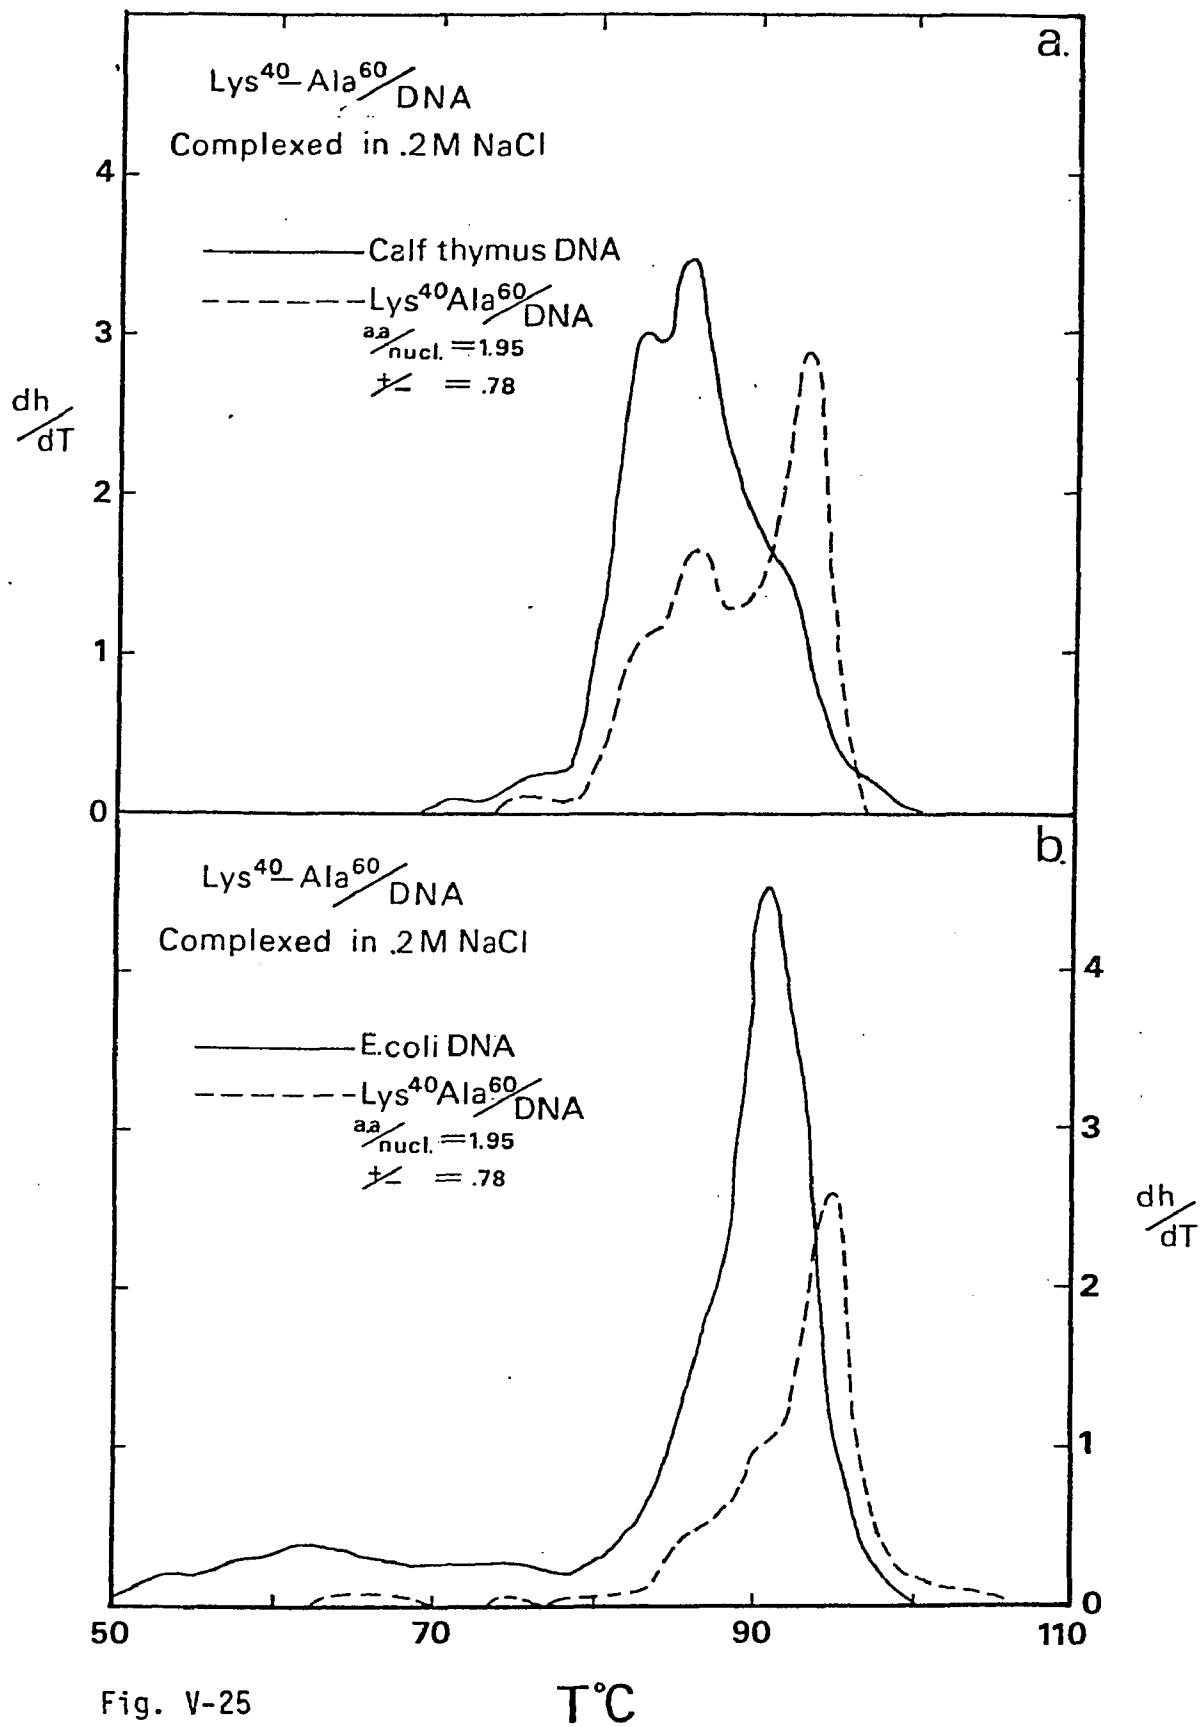 a.
Lys⁴⁰–Ala⁶⁰/DNA
Complexed in .2M NaCl
Calf thymus DNA
Lys⁴⁰Ala⁶⁰/DNA
a.a/nucl. = 1.95
+/– = .78
4
3
2
1
0
dh/dT
b.
Lys⁴⁰–Ala⁶⁰/DNA
Complexed in .2M NaCl
E.coli DNA
Lys⁴⁰Ala⁶⁰/DNA
a.a/nucl. = 1.95
+/– = .78
4
3
2
1
0
dh/dT
50 70 90 110
T°C
Fig. V-25